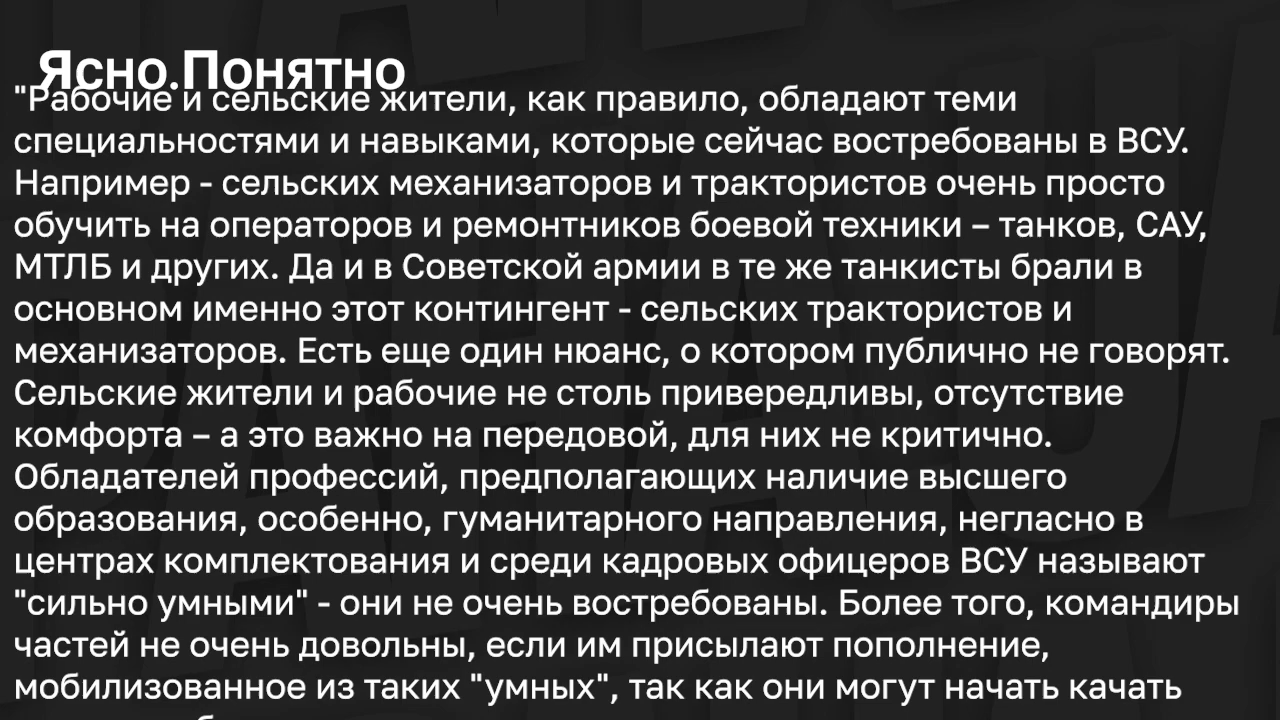 Ясно.Понятно
"Рабочие и сельские жители, как правило, обладают теми
специальностями и навыками, которые сейчас востребованы в ВСУ.
Например - сельских механизаторов и трактористов очень просто
обучить на операторов и ремонтников боевой техники – танков, САУ,
МТЛБ и других. Да и в Советской армии в те же танкисты брали в
основном именно этот контингент - сельских трактористов и
механизаторов. Есть еще один нюанс, о котором публично не говорят.
Сельские жители и рабочие не столь привередливы, отсутствие
комфорта – а это важно на передовой, для них не критично.
Обладателей профессий, предполагающих наличие высшего
образования, особенно, гуманитарного направления, негласно в
центрах комплектования и среди кадровых офицеров ВСУ называют
"сильно умными" - они не очень востребованы. Более того, командиры
частей не очень довольны, если им присылают пополнение,
мобилизованное из таких "умных", так как они могут начать качать